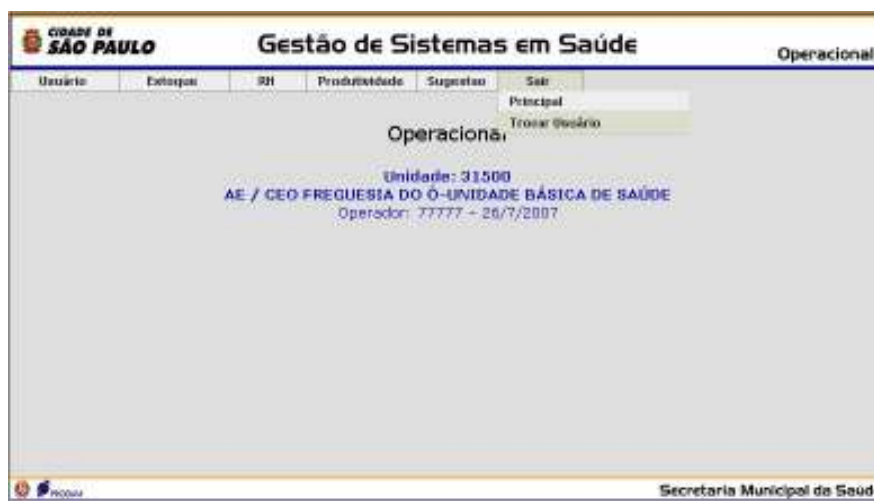 CIDADE DE
SÃO PAULO
Gestão de Sistemas em Saúde
Operacional
Usuário Estoque RH Produtividade Sugestao Sair
Principal
Trocar Usuário
Operacional
Unidade: 31500
AE / CEO FREGUESIA DO Ó-UNIDADE BÁSICA DE SAÚDE
Operador: 77777 - 26/7/2007
PRODAM
Secretaria Municipal da Saúd